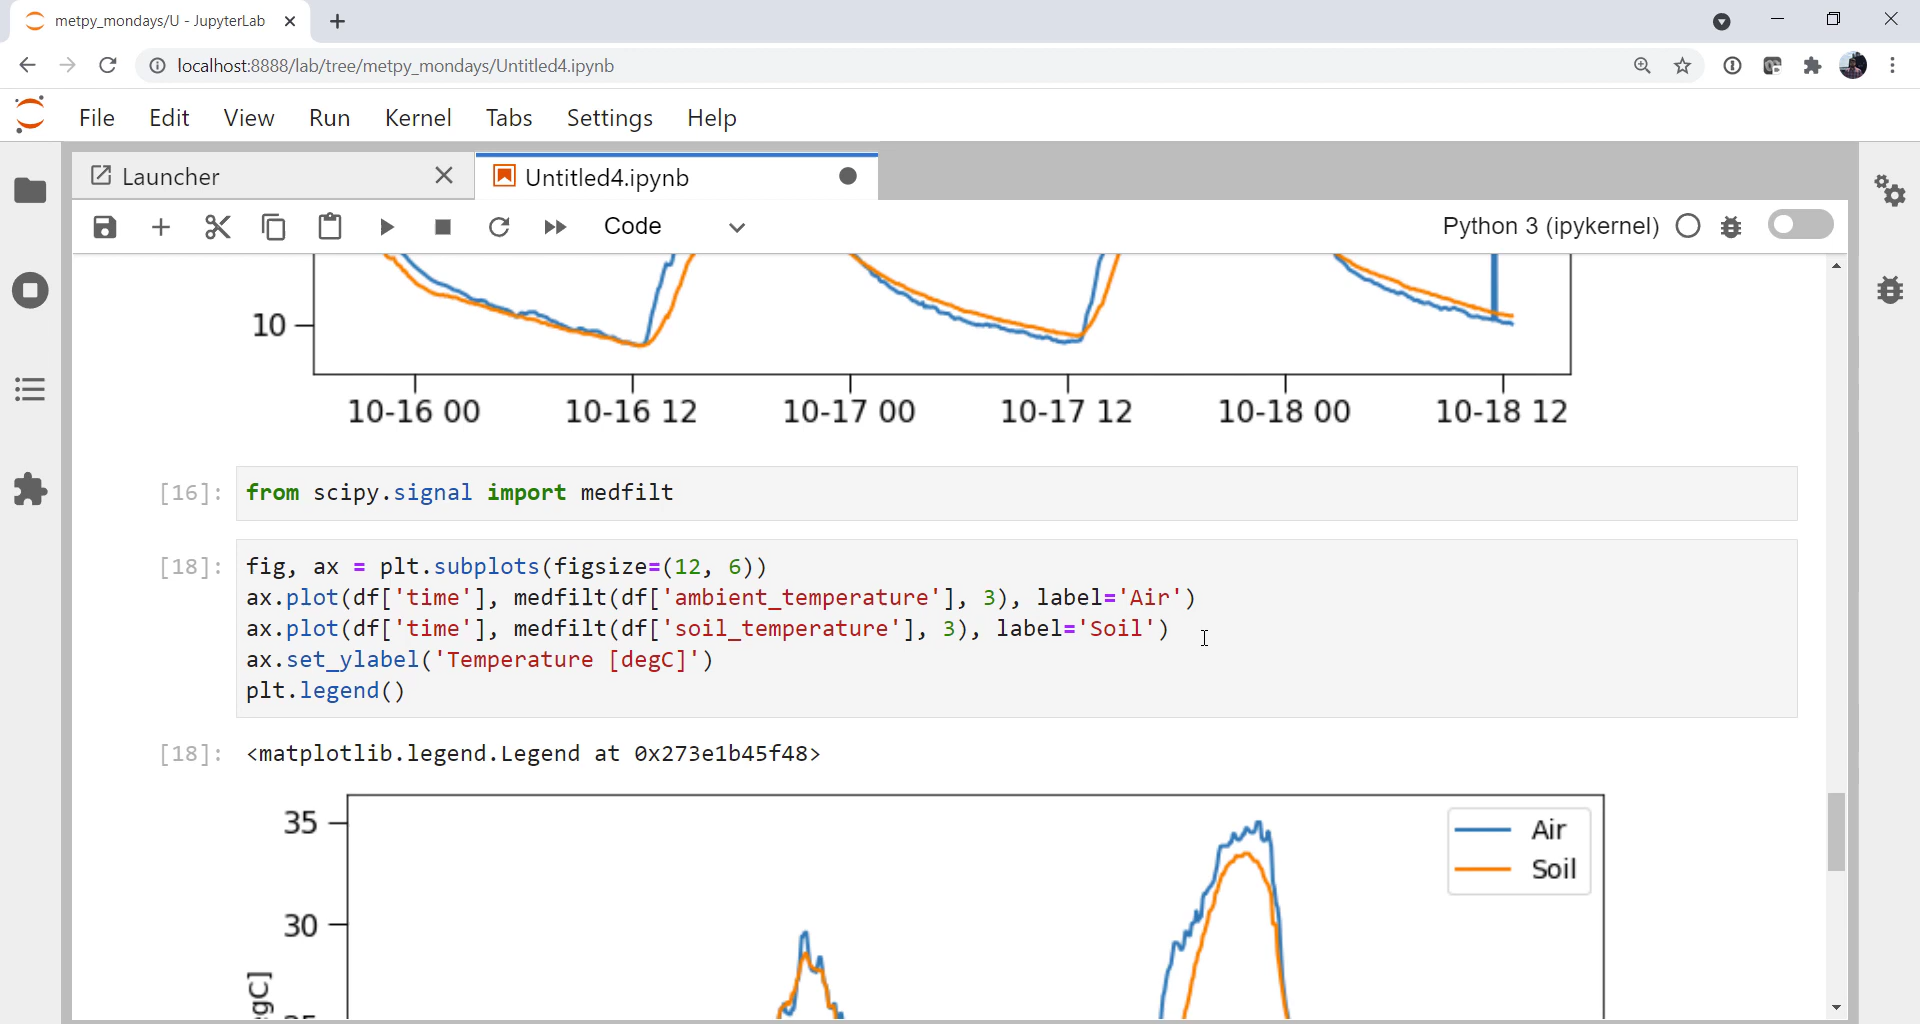 metpy_mondays/U - JupyterLab
localhost:8888/lab/tree/metpy_mondays/Untitled4.ipynb
File Edit View Run Kernel Tabs Settings Help
Launcher
Untitled4.ipynb
Code
Python 3 (ipykernel)
10
10-16 00 10-16 12 10-17 00 10-17 12 10-18 00 10-18 12
[16]: from scipy.signal import medfilt
[18]: fig, ax = plt.subplots(figsize=(12, 6))
ax.plot(df['time'], medfilt(df['ambient_temperature'], 3), label='Air')
ax.plot(df['time'], medfilt(df['soil_temperature'], 3), label='Soil')
ax.set_ylabel('Temperature [degC]')
plt.legend()
[18]: <matplotlib.legend.Legend at 0x273e1b45f48>
35
Air
Soil
30